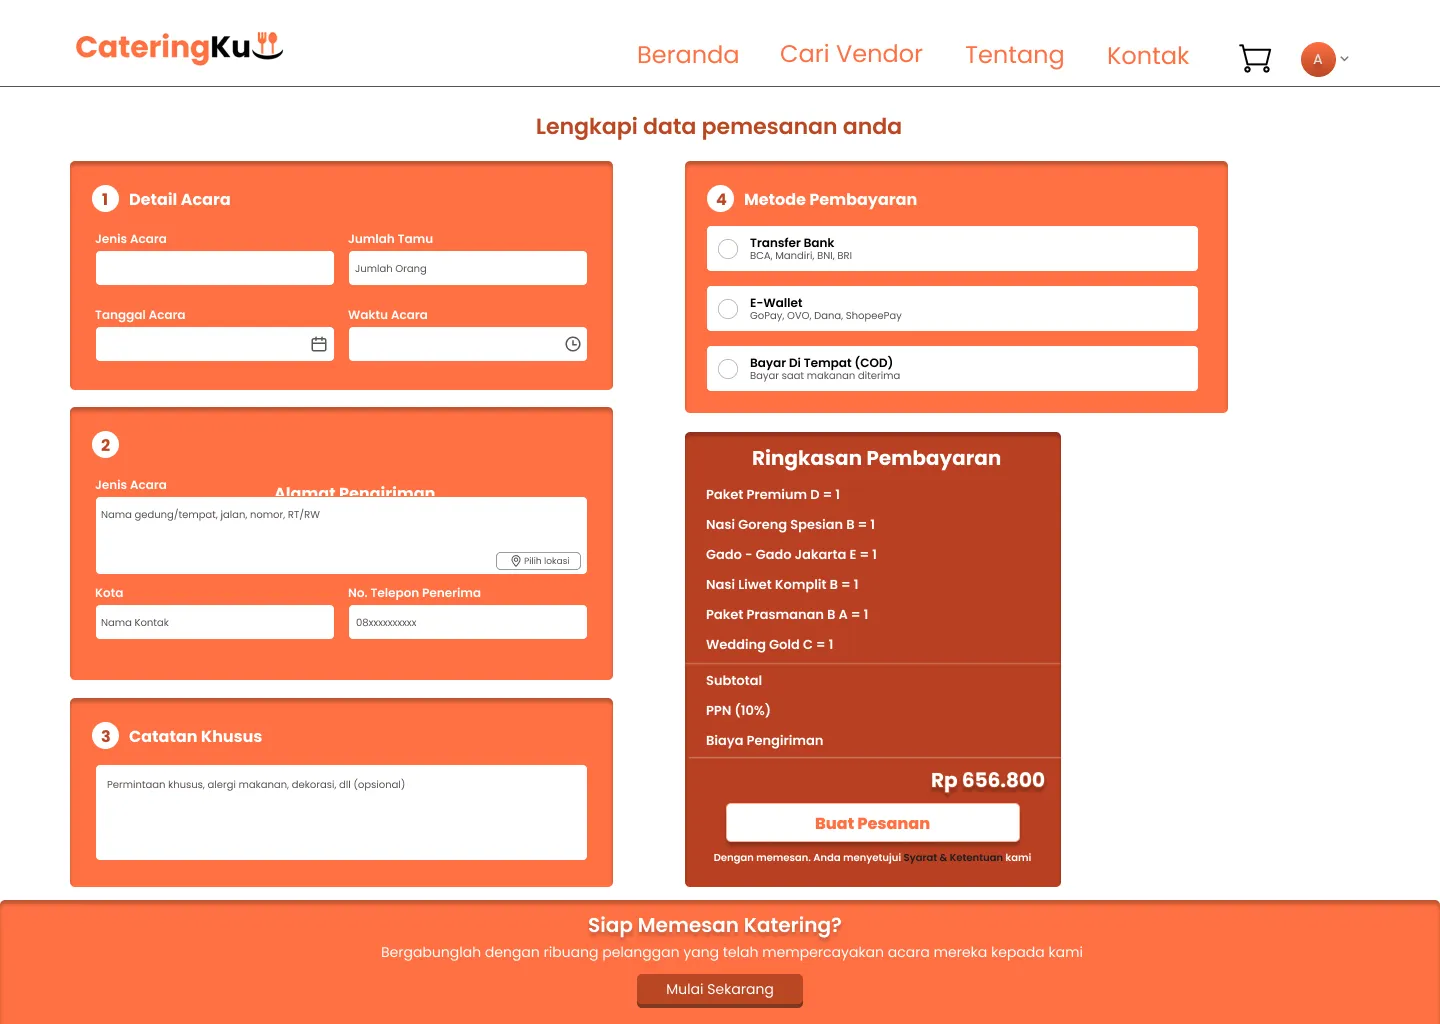 CateringKu
Beranda
Cari Vendor
Tentang
Kontak
A
Lengkapi data pemesanan anda
1 Detail Acara
Jenis Acara
Jumlah Tamu
Jumlah Orang
Tanggal Acara
Waktu Acara
2
Alamat Pengiriman
Jenis Acara
Nama gedung/tempat, jalan, nomor, RT/RW
Pilih lokasi
Kota
No. Telepon Penerima
Nama Kontak
08xxxxxxxxxx
3 Catatan Khusus
Permintaan khusus, alergi makanan, dekorasi, dll (opsional)
4 Metode Pembayaran
Transfer Bank
BCA, Mandiri, BNI, BRI
E-Wallet
GoPay, OVO, Dana, ShopeePay
Bayar Di Tempat (COD)
Bayar saat makanan diterima
Ringkasan Pembayaran
Paket Premium D = 1
Nasi Goreng Spesian B = 1
Gado - Gado Jakarta E = 1
Nasi Liwet Komplit B = 1
Paket Prasmanan B A = 1
Wedding Gold C = 1
Subtotal
PPN (10%)
Biaya Pengiriman
Rp 656.800
Buat Pesanan
Dengan memesan. Anda menyetujui Syarat & Ketentuan kami
Siap Memesan Katering?
Bergabunglah dengan ribuang pelanggan yang telah mempercayakan acara mereka kepada kami
Mulai Sekarang